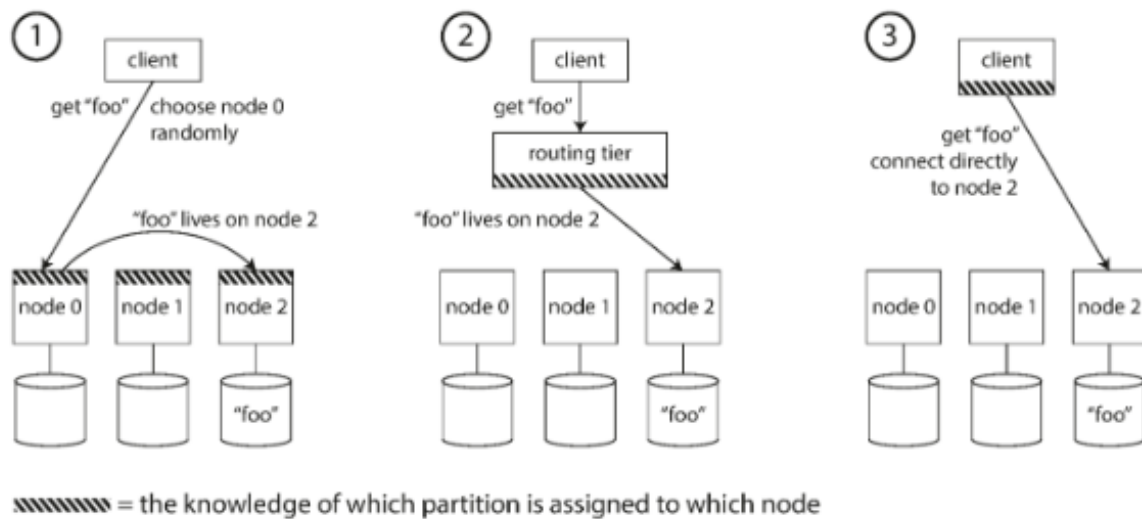 1
client
get "foo"
choose node 0
randomly
"foo" lives on node 2
node 0
node 1
node 2
"foo"
2
client
get "foo"
routing tier
"foo" lives on node 2
node 0
node 1
node 2
"foo"
3
client
get "foo"
connect directly
to node 2
node 0
node 1
node 2
"foo"
= the knowledge of which partition is assigned to which node